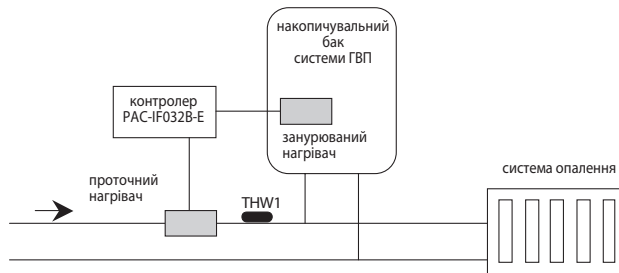 накопичувальний
бак
системи ГВП
контролер
PAC-IF032B-E
занурюваний
нагрівач
система опалення
проточний
нагрівач
THW1